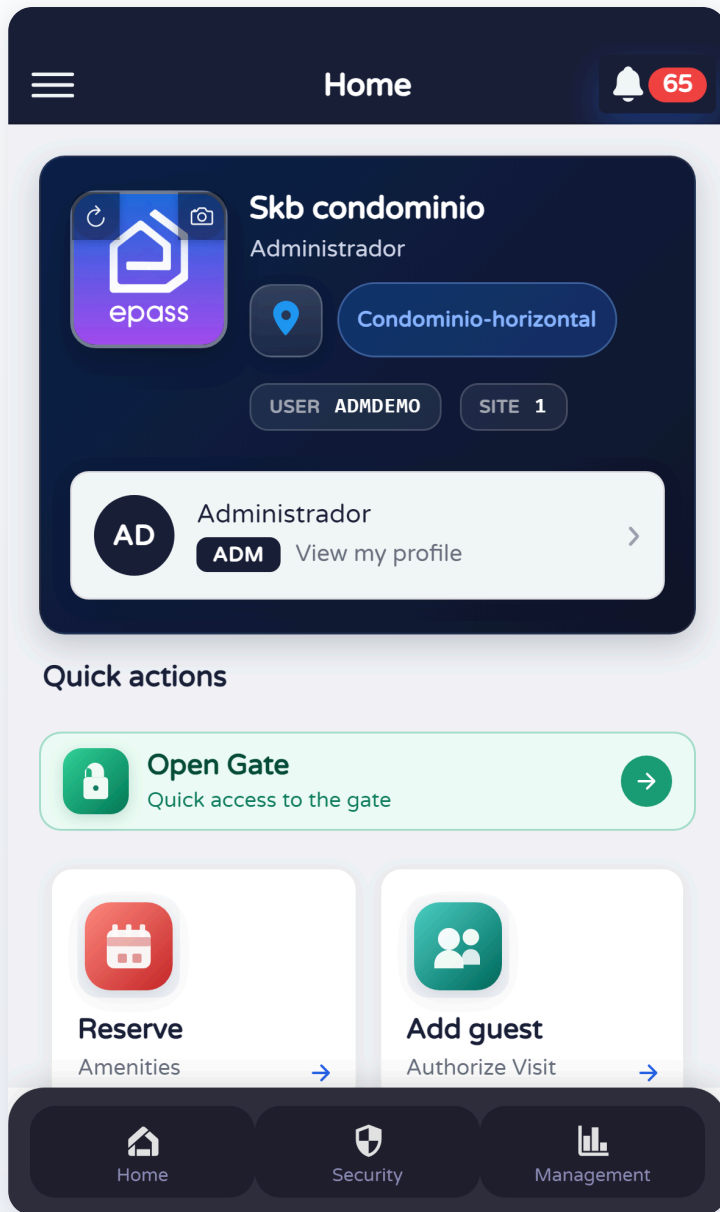 Home
65
epass
Skb condominio
Administrador
Condominio-horizontal
USER ADMDEMO
SITE 1
AD
Administrador
ADM View my profile
Quick actions
Open Gate
Quick access to the gate
Reserve
Amenities
Add guest
Authorize Visit
Home
Security
Management